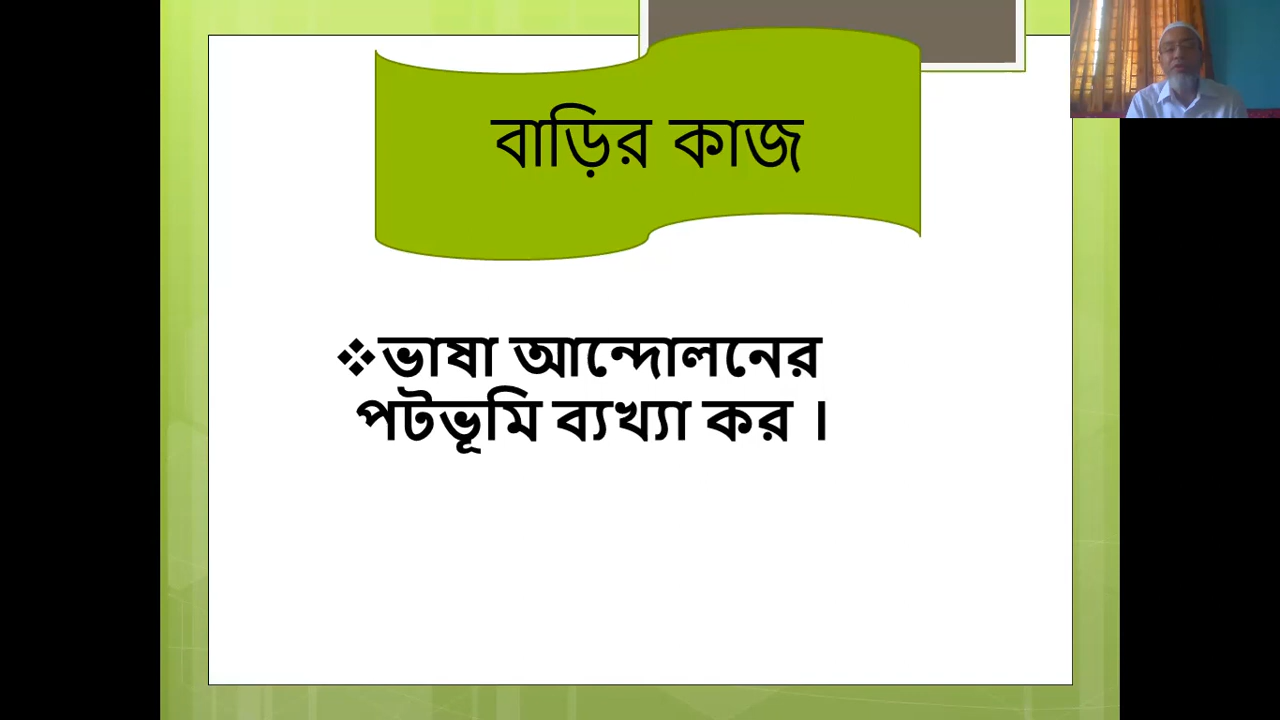 বাড়ির কাজ
❖ভাষা আন্দোলনের
পটভূমি ব্যখ্যা কর ।